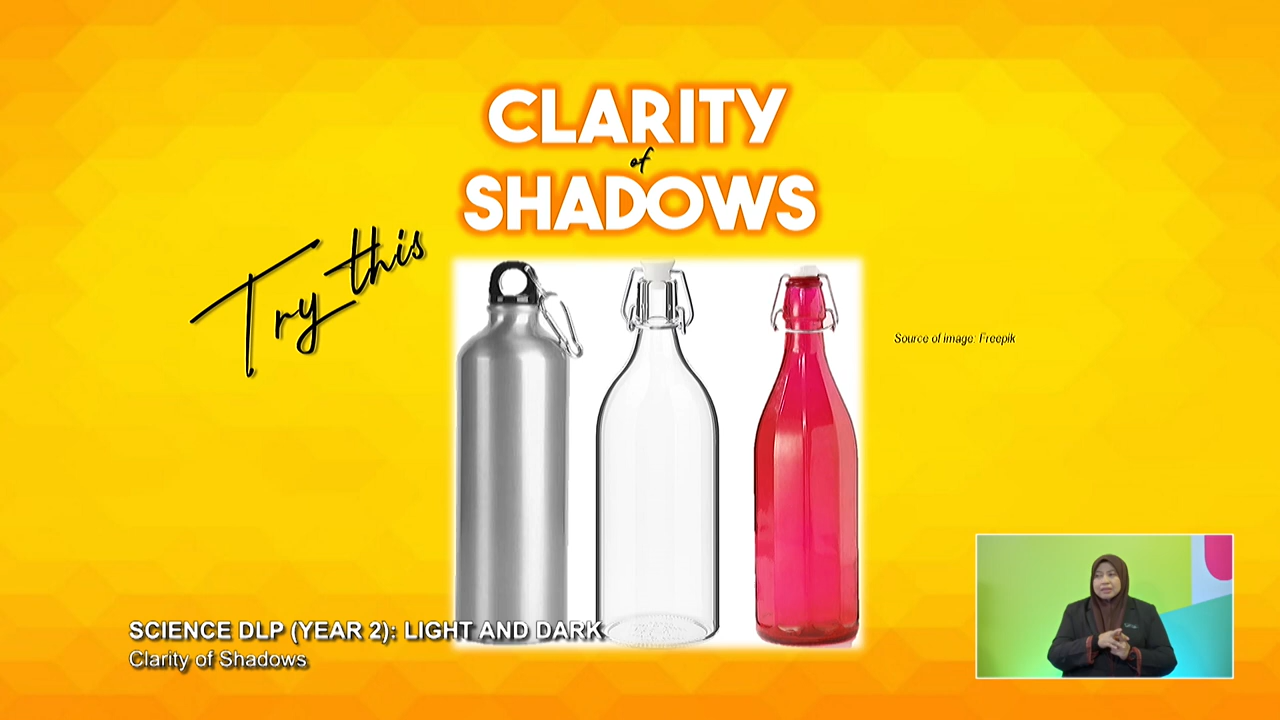 CLARITY
of
SHADOWS
Try this
Source of image: Freepik
SCIENCE DLP (YEAR 2): LIGHT AND DARK
Clarity of Shadows